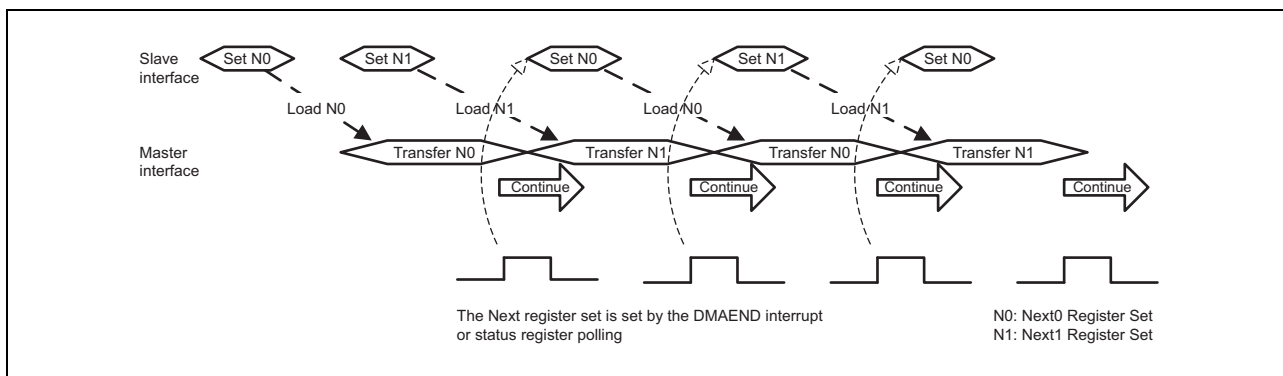 Slave
interface
Set N0
Set N1
Set N0
Set N1
Set N0
Load N0
Load N1
Load N0
Load N1
Master
interface
Transfer N0
Transfer N1
Transfer N0
Transfer N1
Continue
Continue
Continue
Continue
The Next register set is set by the DMAEND interrupt
or status register polling
N0: Next0 Register Set
N1: Next1 Register Set